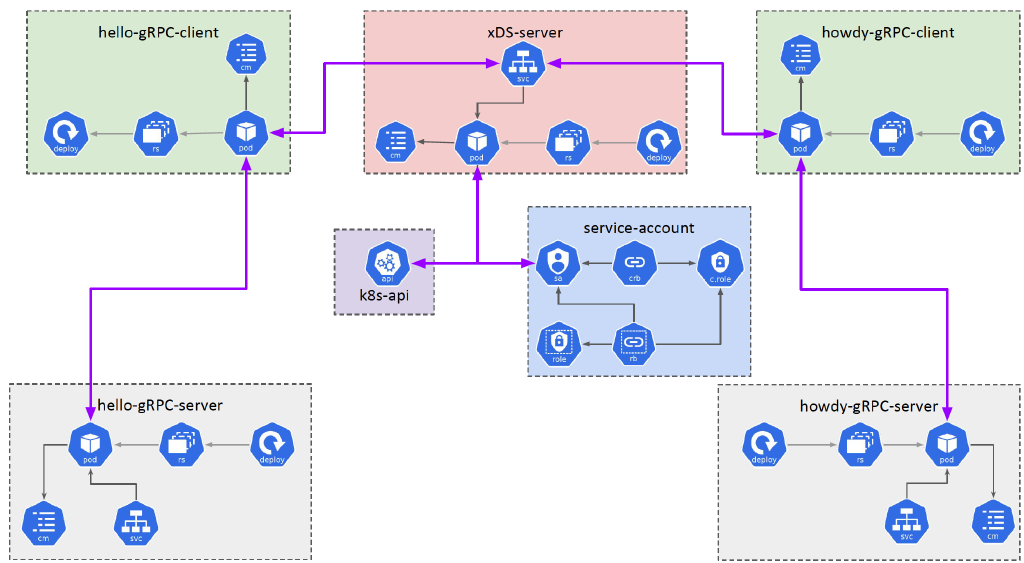 hello-gRPC-client
cm
deploy
rs
pod
xDS-server
svc
cm
pod
rs
deploy
howdy-gRPC-client
cm
pod
rs
deploy
api
k8s-api
service-account
sa
crb
c.role
role
rb
hello-gRPC-server
pod
rs
deploy
cm
svc
howdy-gRPC-server
deploy
rs
pod
svc
cm